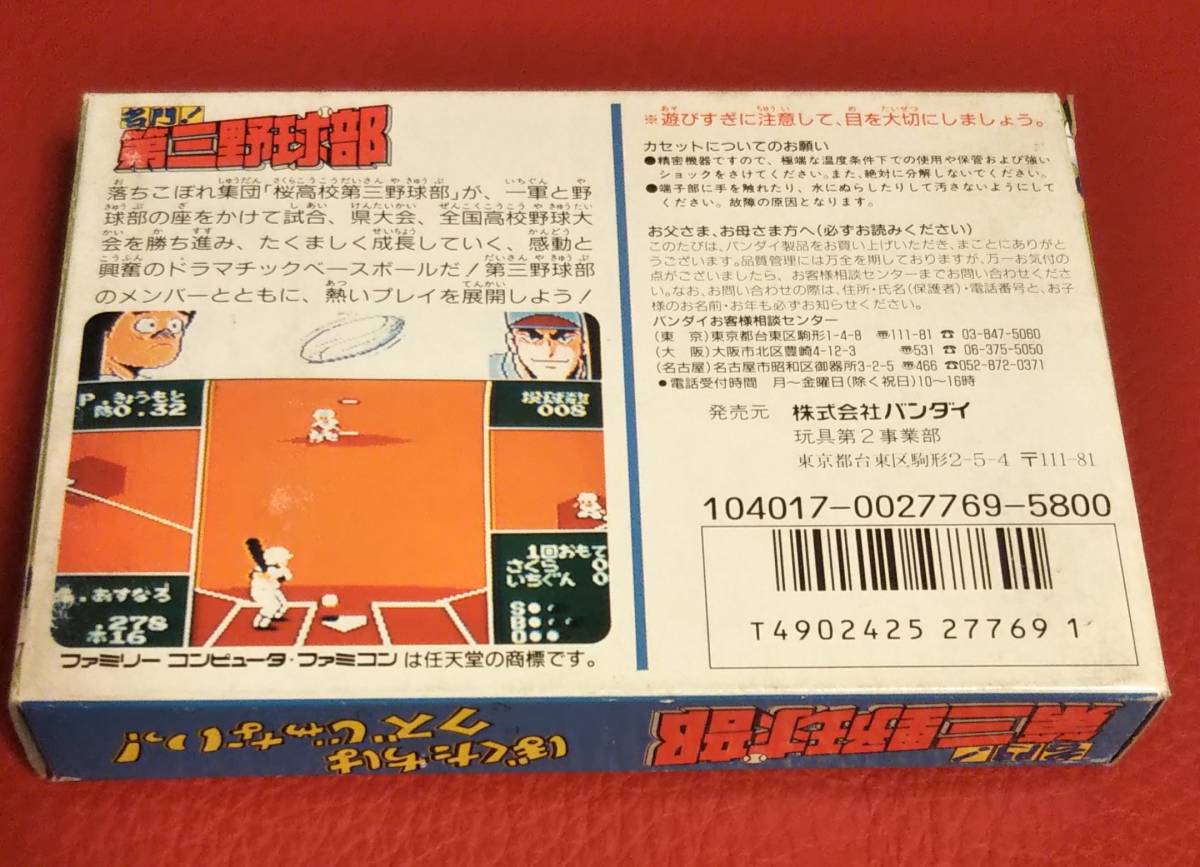 名門!
第三野球部
落ちこぼれ集団「桜高校第三野球部」が、一軍と野
球部の座をかけて試合、県大会、全国高校野球大
会を勝ち進み、たくましく成長していく、感動と
興奮のドラマチックベースボールだ!第三野球部
のメンバーとともに、熱いプレイを展開しよう!
P.きょうもと
防0.32
投球数
008
1回おもて
さくら 0
いちぐん 0
S
B
O
.あすなろ
.278
本16
ファミリーコンピュータ・ファミコンは任天堂の商標です。
※遊びすぎに注意して、目を大切にしましょう。
カセットについてのお願い
●精密機器ですので、極端な温度条件下での使用や保管および強い
ショックをさけてください。また、絶対に分解しないでください。
●端子部に手を触れたり、水にぬらしたりして汚さないようにして
ください。故障の原因となります。
お父さま、お母さま方へ(必ずお読みください)
このたびは、バンダイ製品をお買い上げいただき、まことにありがと
うございます。品質管理には万全を期しておりますが、万一お気付の
点がございましたら、お客様相談センターまでお問い合わせくださ
い。なお、お問い合わせの際は、住所・氏名(保護者)・電話番号と、お子
様のお名前・お年も必ずお知らせください。
バンダイお客様相談センター
(東 京)東京都台東区駒形1-4-8 〒111-81 ☎03-847-5060
(大 阪)大阪市北区豊崎4-12-3 〒531 ☎06-375-5050
(名古屋)名古屋市昭和区御器所3-2-5 〒466 ☎052-872-0371
●電話受付時間 月~金曜日(除く祝日)10~16時
発売元 株式会社バンダイ
玩具第2事業部
東京都台東区駒形2-5-4 〒111-81
104017-0027769-5800
T4902425 277691
ぼくたちは
クズじゃないっ!
名門!
第三野球部